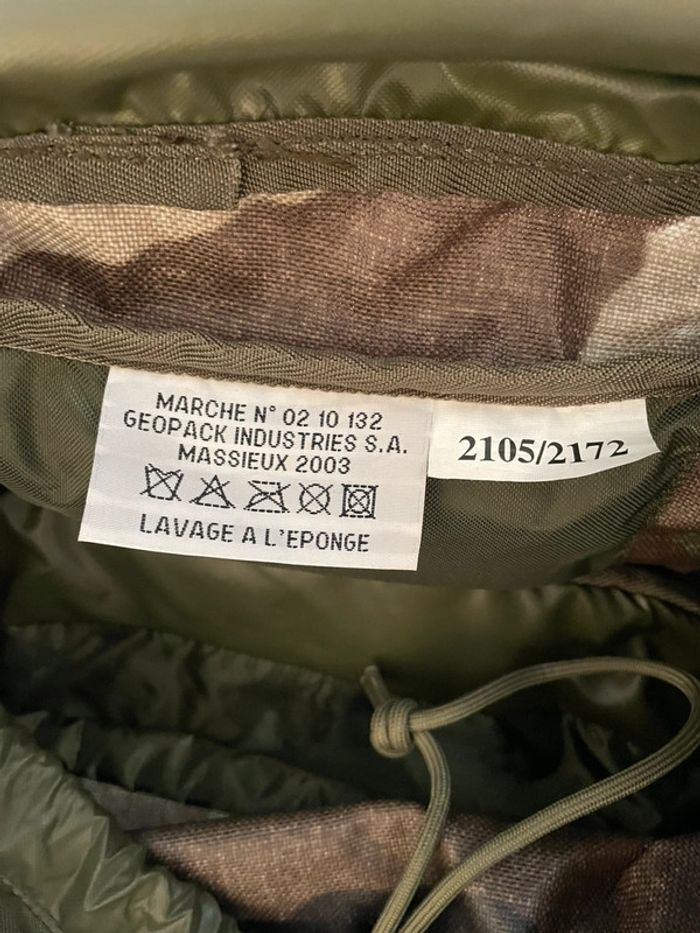 MARCHE N° 02 10 132
GEOPACK INDUSTRIES S.A.
MASSIEUX 2003
LAVAGE A L'EPONGE
2105/2172